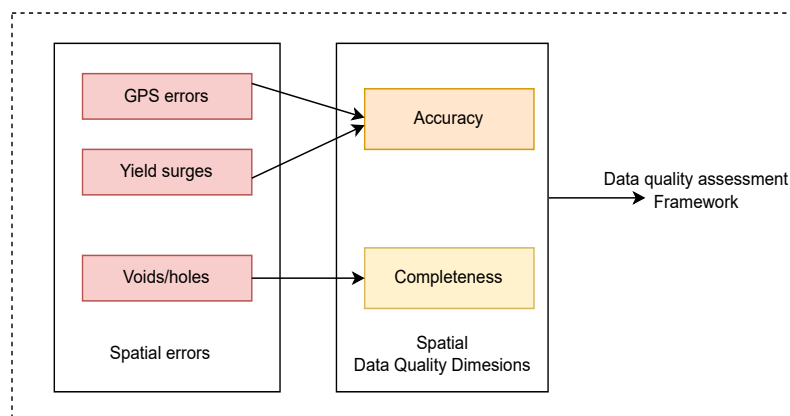 GPS errors
Yield surges
Voids/holes
Spatial errors
Accuracy
Completeness
Spatial
Data Quality Dimesions
Data quality assessment
Framework